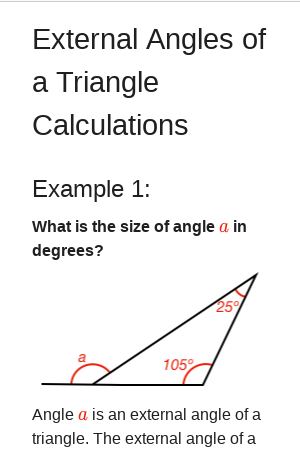 External Angles of
a Triangle
Calculations
Example 1:
What is the size of angle a in
degrees?
25°
a
105°
Angle a is an external angle of a
triangle. The external angle of a